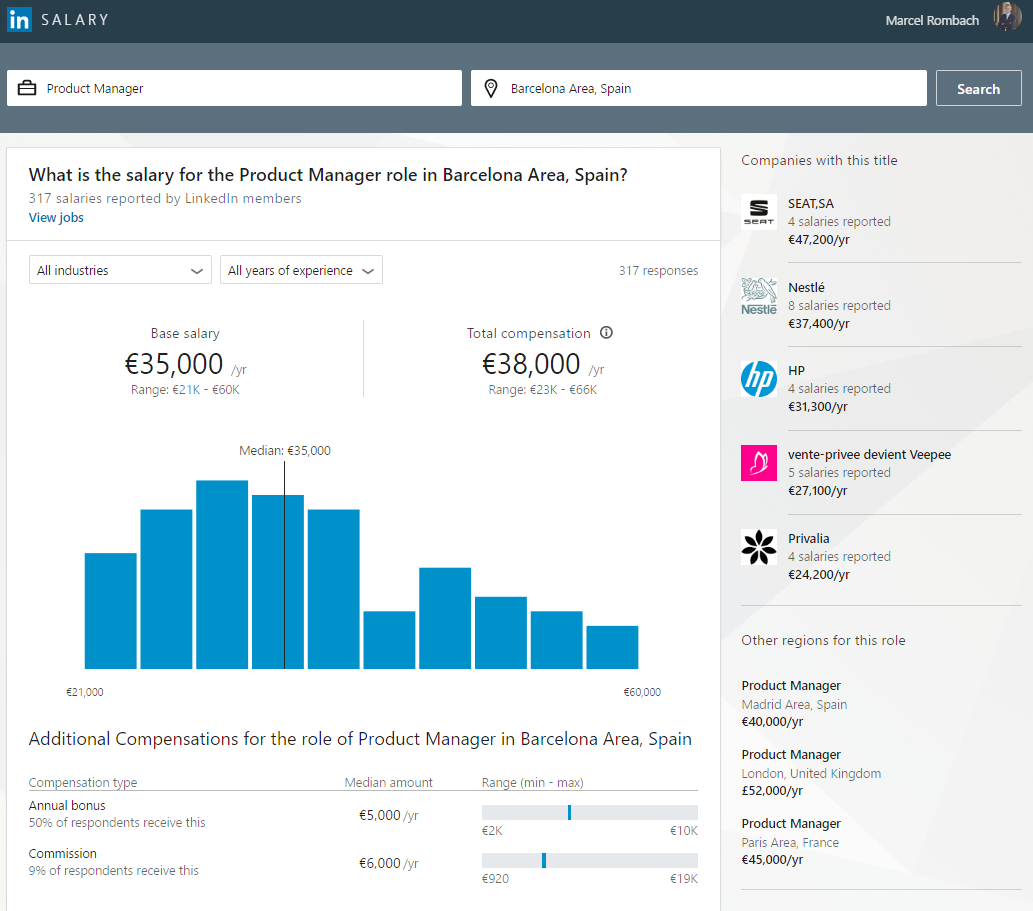 in SALARY
Marcel Rombach
Product Manager
Barcelona Area, Spain
Search
What is the salary for the Product Manager role in Barcelona Area, Spain?
317 salaries reported by LinkedIn members
View jobs
All industries
All years of experience
317 responses
Base salary
€35,000 /yr
Range: €21K - €60K
Total compensation
€38,000 /yr
Range: €23K - €66K
Median: €35,000
€21,000
€60,000
Additional Compensations for the role of Product Manager in Barcelona Area, Spain
Compensation type Median amount Range (min - max)
Annual bonus
50% of respondents receive this
€5,000 /yr
€2K €10K
Commission
9% of respondents receive this
€6,000 /yr
€920 €19K
Companies with this title
SEAT
SEAT,SA
4 salaries reported
€47,200/yr
Nestlé
Nestlé
8 salaries reported
€37,400/yr
hp
HP
4 salaries reported
€31,300/yr
vente-privee devient Veepee
5 salaries reported
€27,100/yr
Privalia
4 salaries reported
€24,200/yr
Other regions for this role
Product Manager
Madrid Area, Spain
€40,000/yr
Product Manager
London, United Kingdom
£52,000/yr
Product Manager
Paris Area, France
€45,000/yr